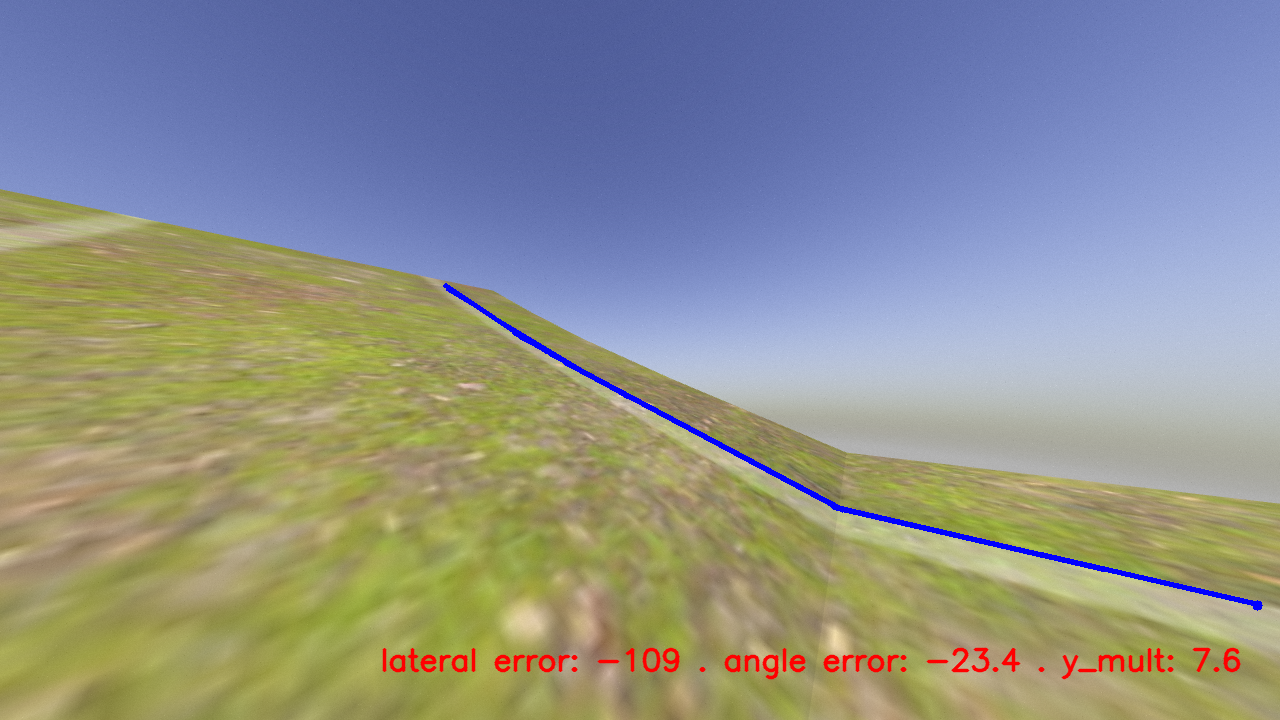 lateral error: -109 . angle error: -23.4 . y_mult: 7.6